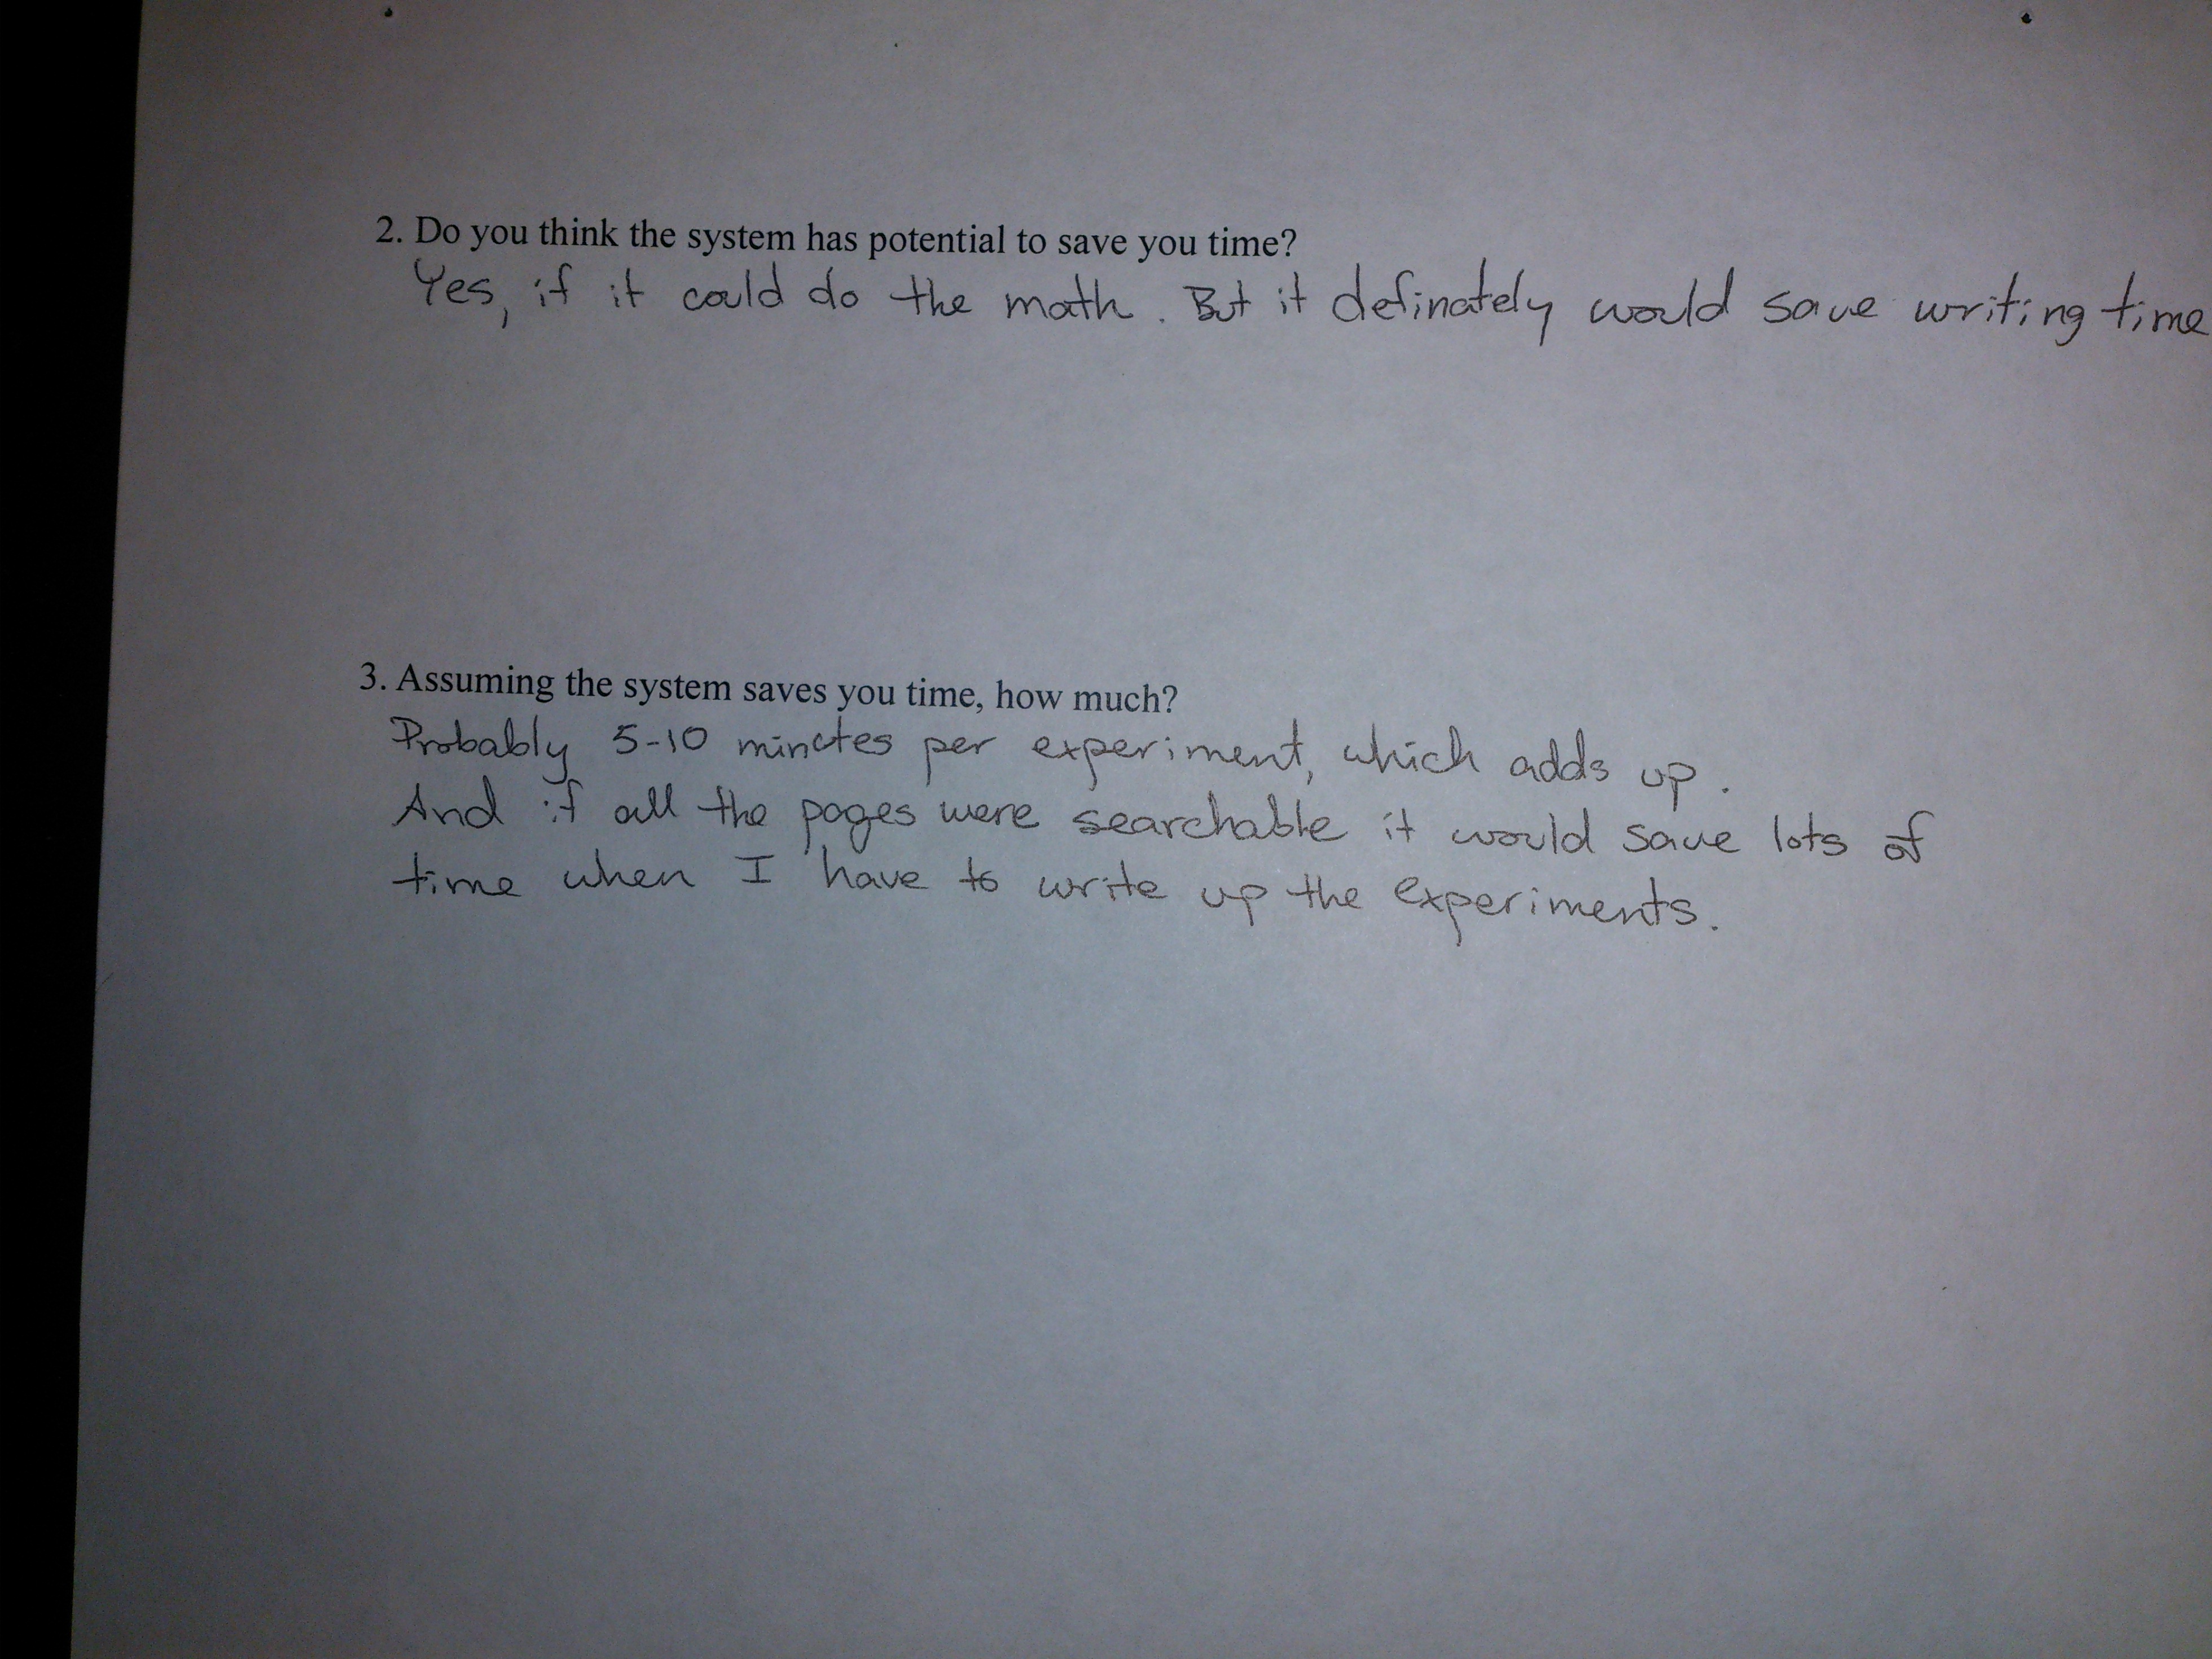 2. Do you think the system has potential to save you time?
Yes, if it could do the math. But it definately would save writing time
3. Assuming the system saves you time, how much?
Probably 5-10 minutes per experiment, which adds up.
And if all the pages were searchable it would save lots of
time when I have to write up the experiments.